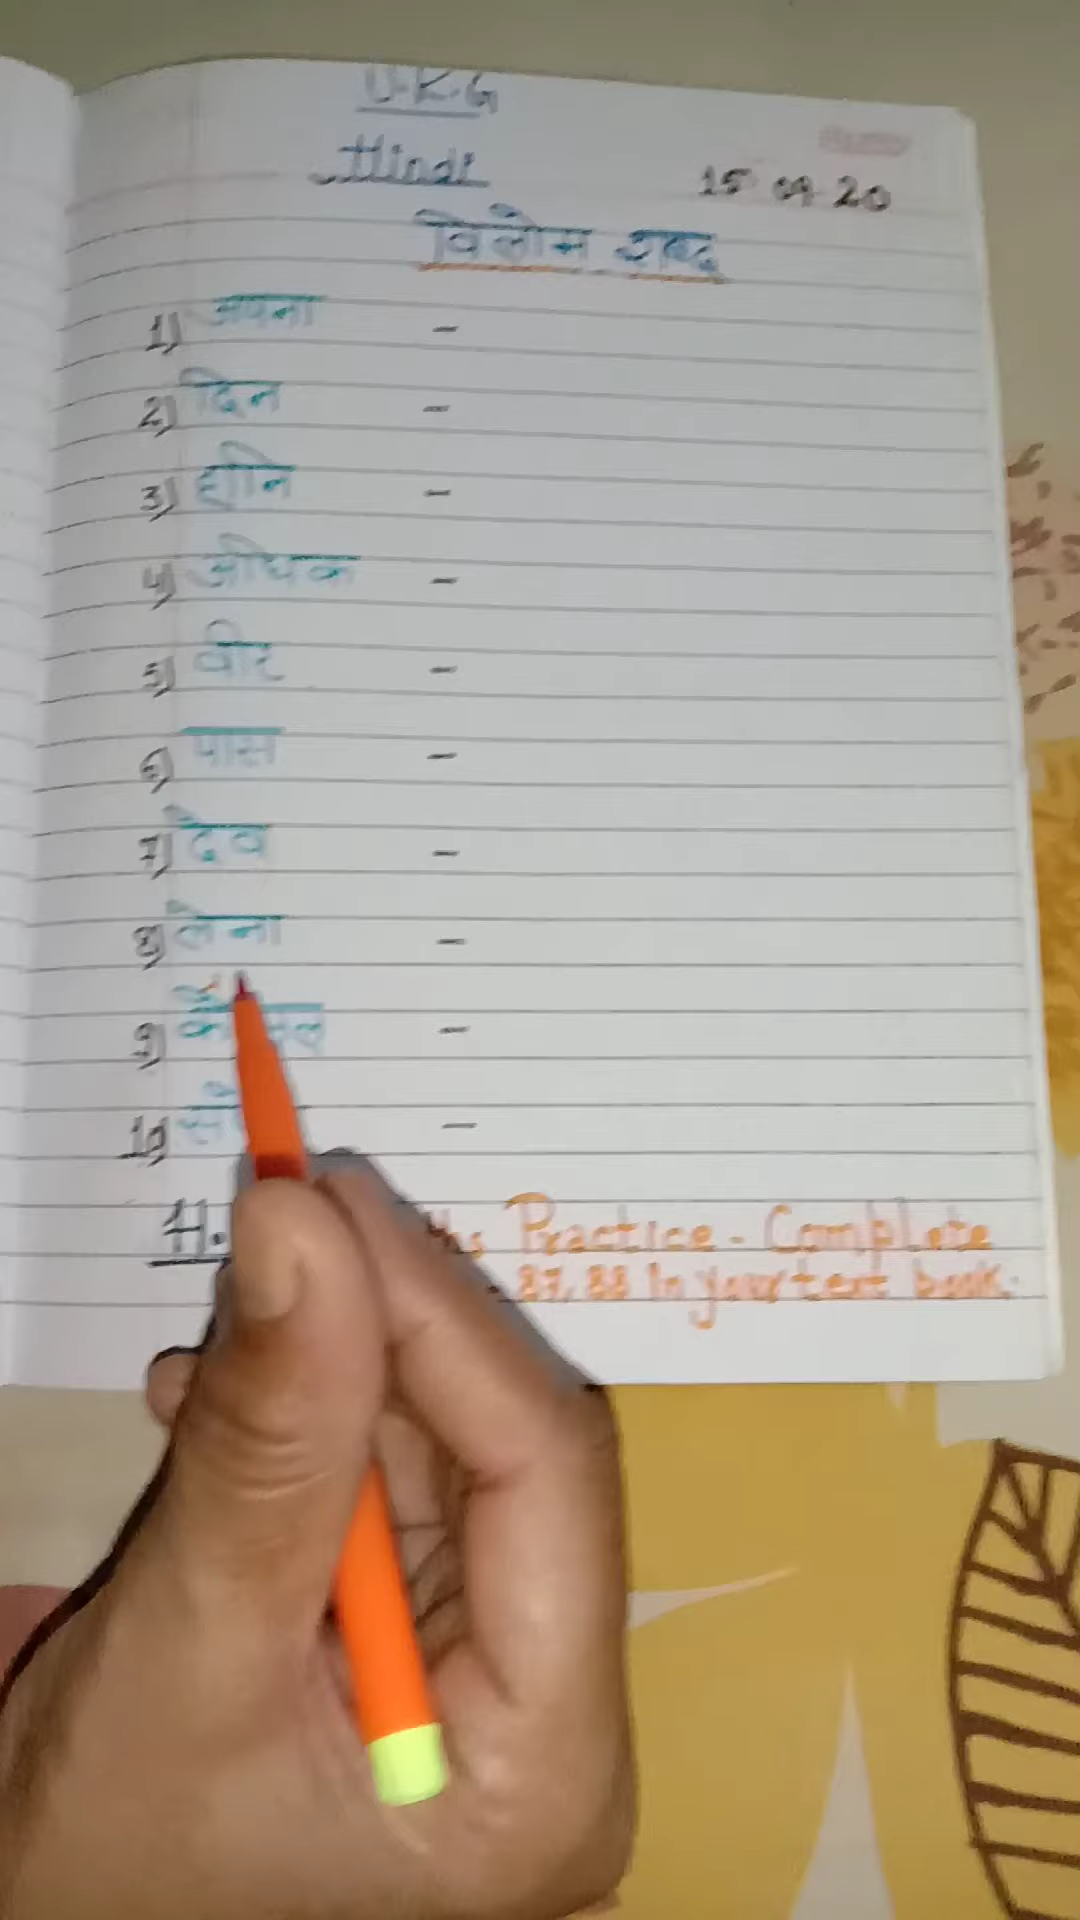 U.K.G
Hindi
15 09 20
विलोम शब्द
1) अपना -
2) दिन -
3) हानि -
4) अधिक -
5) वीर -
6) पास -
7) देव -
8) लेना -
9) -
10) -
H. Practice - Complete
87, 88 In your text book.